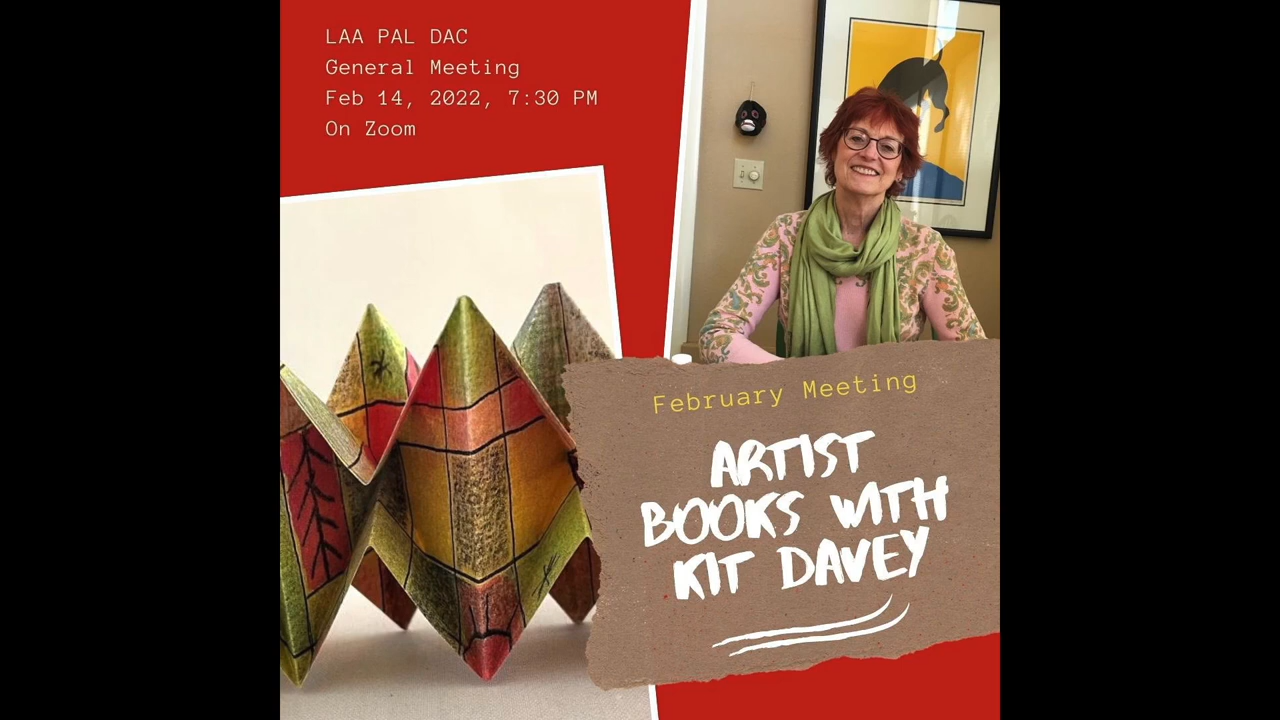 LAA PAL DAC
General Meeting
Feb 14, 2022, 7:30 PM
On Zoom
February Meeting
ARTIST
BOOKS WITH
KIT DAVEY